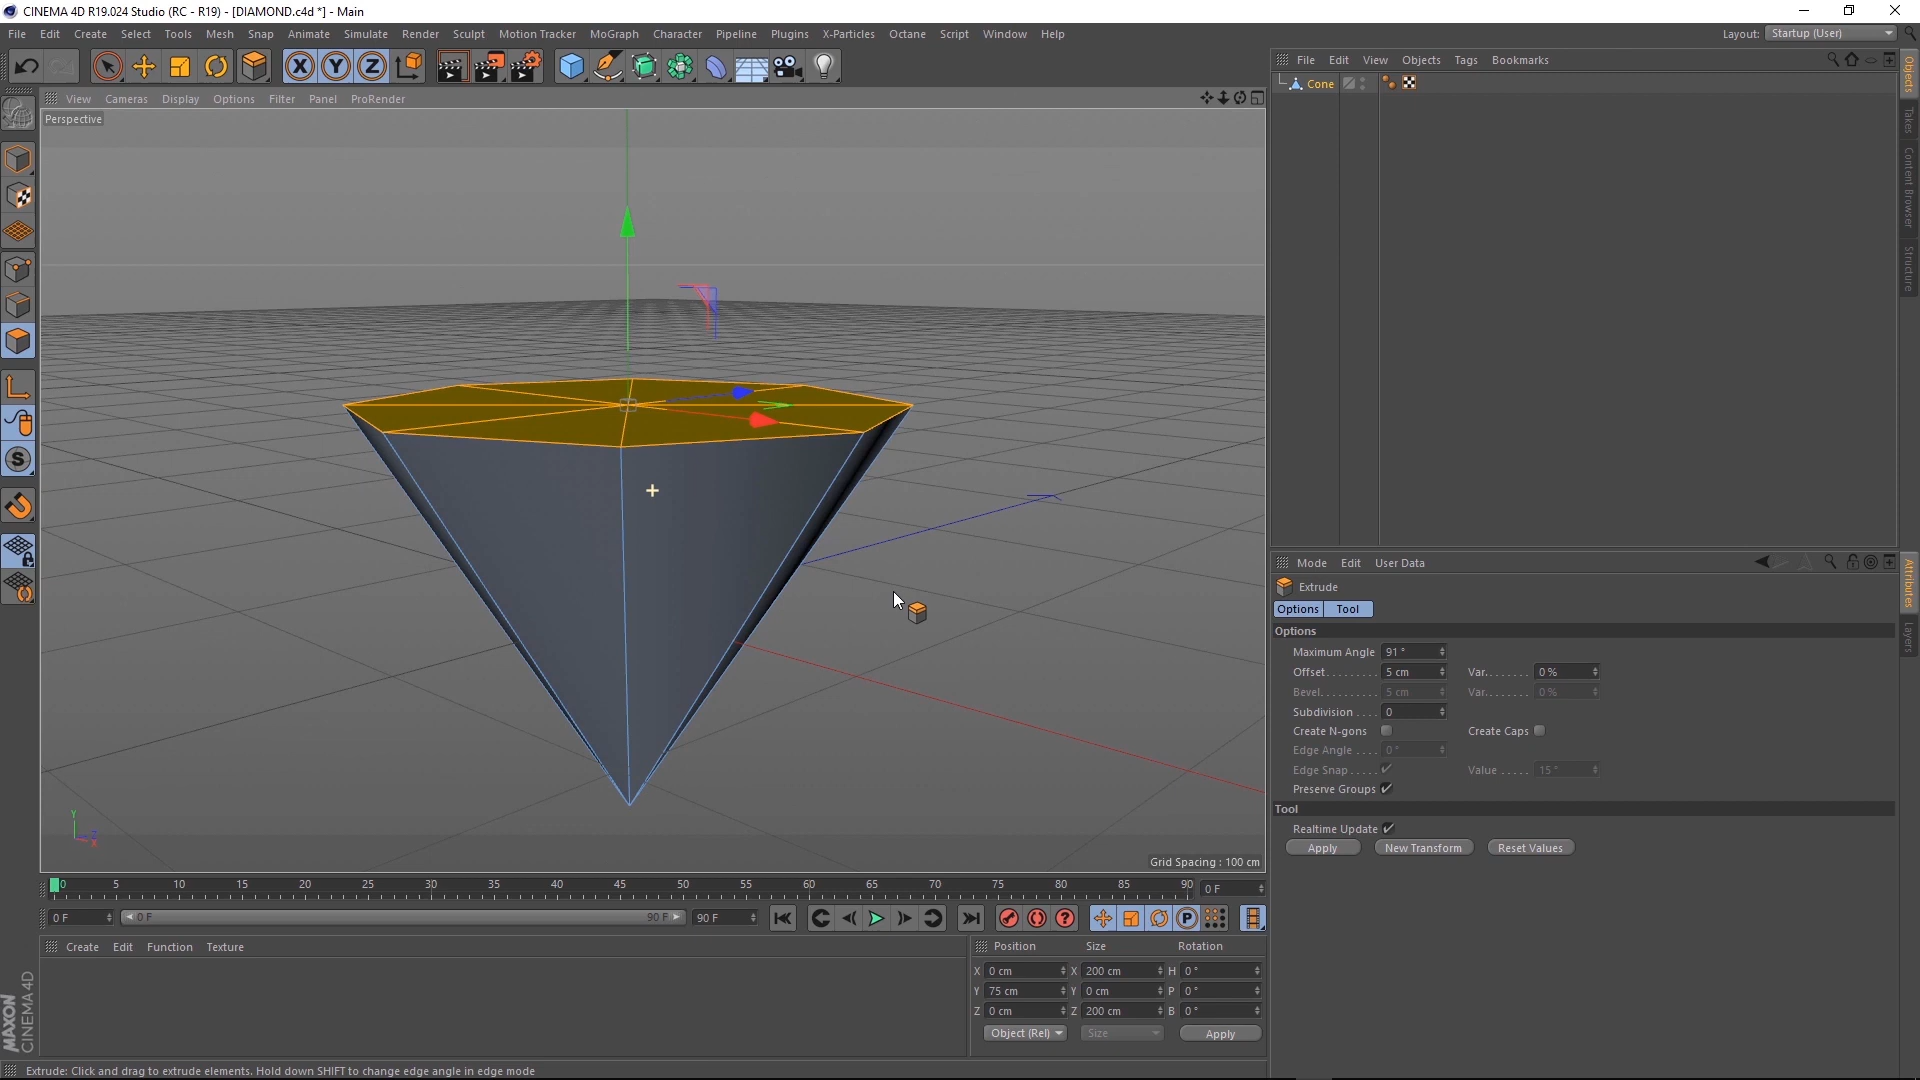 CINEMA 4D R19.024 Studio (RC - R19) - [DIAMOND.c4d *] - Main
File Edit Create Select Tools Mesh Snap Animate Simulate Render Sculpt Motion Tracker MoGraph Character Pipeline Plugins X-Particles Octane Script Window Help
Layout: Startup (User)
File Edit View Objects Tags Bookmarks
Cone
Objects
Takes
Content Browser
Structure
View Cameras Display Options Filter Panel ProRender
Perspective
Grid Spacing : 100 cm
Y
Z
X
Mode Edit User Data
Extrude
Options Tool
Options
Maximum Angle 91 °
Offset......... 5 cm Var........ 0 %
Bevel.......... 5 cm Var........ 0 %
Subdivision .... 0
Create N-gons Create Caps
Edge Angle .... 0 °
Edge Snap..... Value ..... 15 °
Preserve Groups
Tool
Realtime Update
Apply New Transform Reset Values
Attributes
Layers
0 5 10 15 20 25 30 35 40 45 50 55 60 65 70 75 80 85 90 0 F
0 F 0 F 90 F 90 F
Create Edit Function Texture
Position Size Rotation
X 0 cm X 200 cm H 0 °
Y 75 cm Y 0 cm P 0 °
Z 0 cm Z 200 cm B 0 °
Object (Rel) Size Apply
MAXON
CINEMA 4D
Extrude: Click and drag to extrude elements. Hold down SHIFT to change edge angle in edge mode